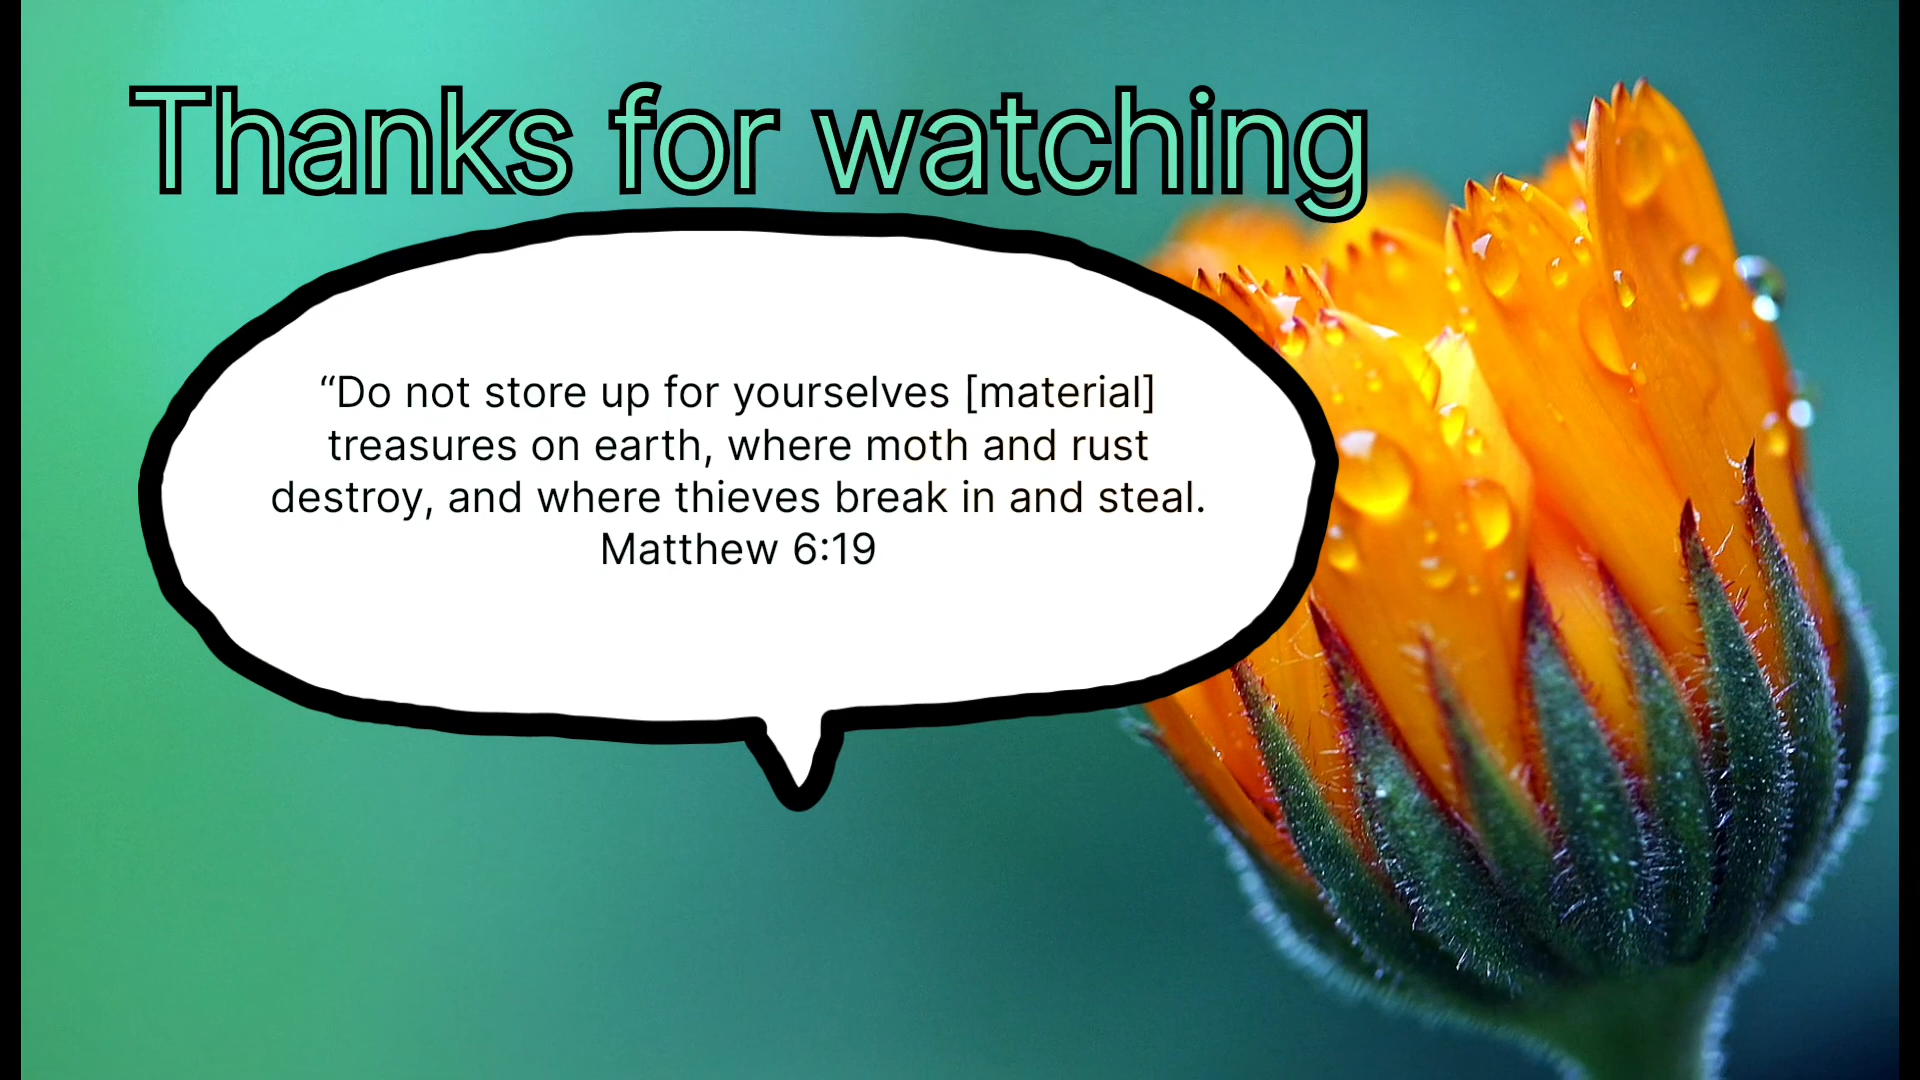 Thanks for watching
“Do not store up for yourselves [material]
treasures on earth, where moth and rust
destroy, and where thieves break in and steal.
Matthew 6:19